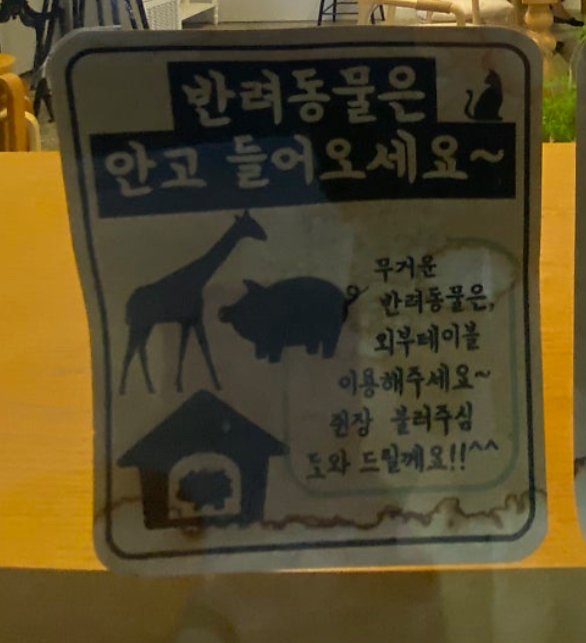 반려동물은
안고 들어오세요~
무거운
반려동물은,
외부테이블
이용해주세요~
쥔장 불러주심
도와 드릴께요!!^^